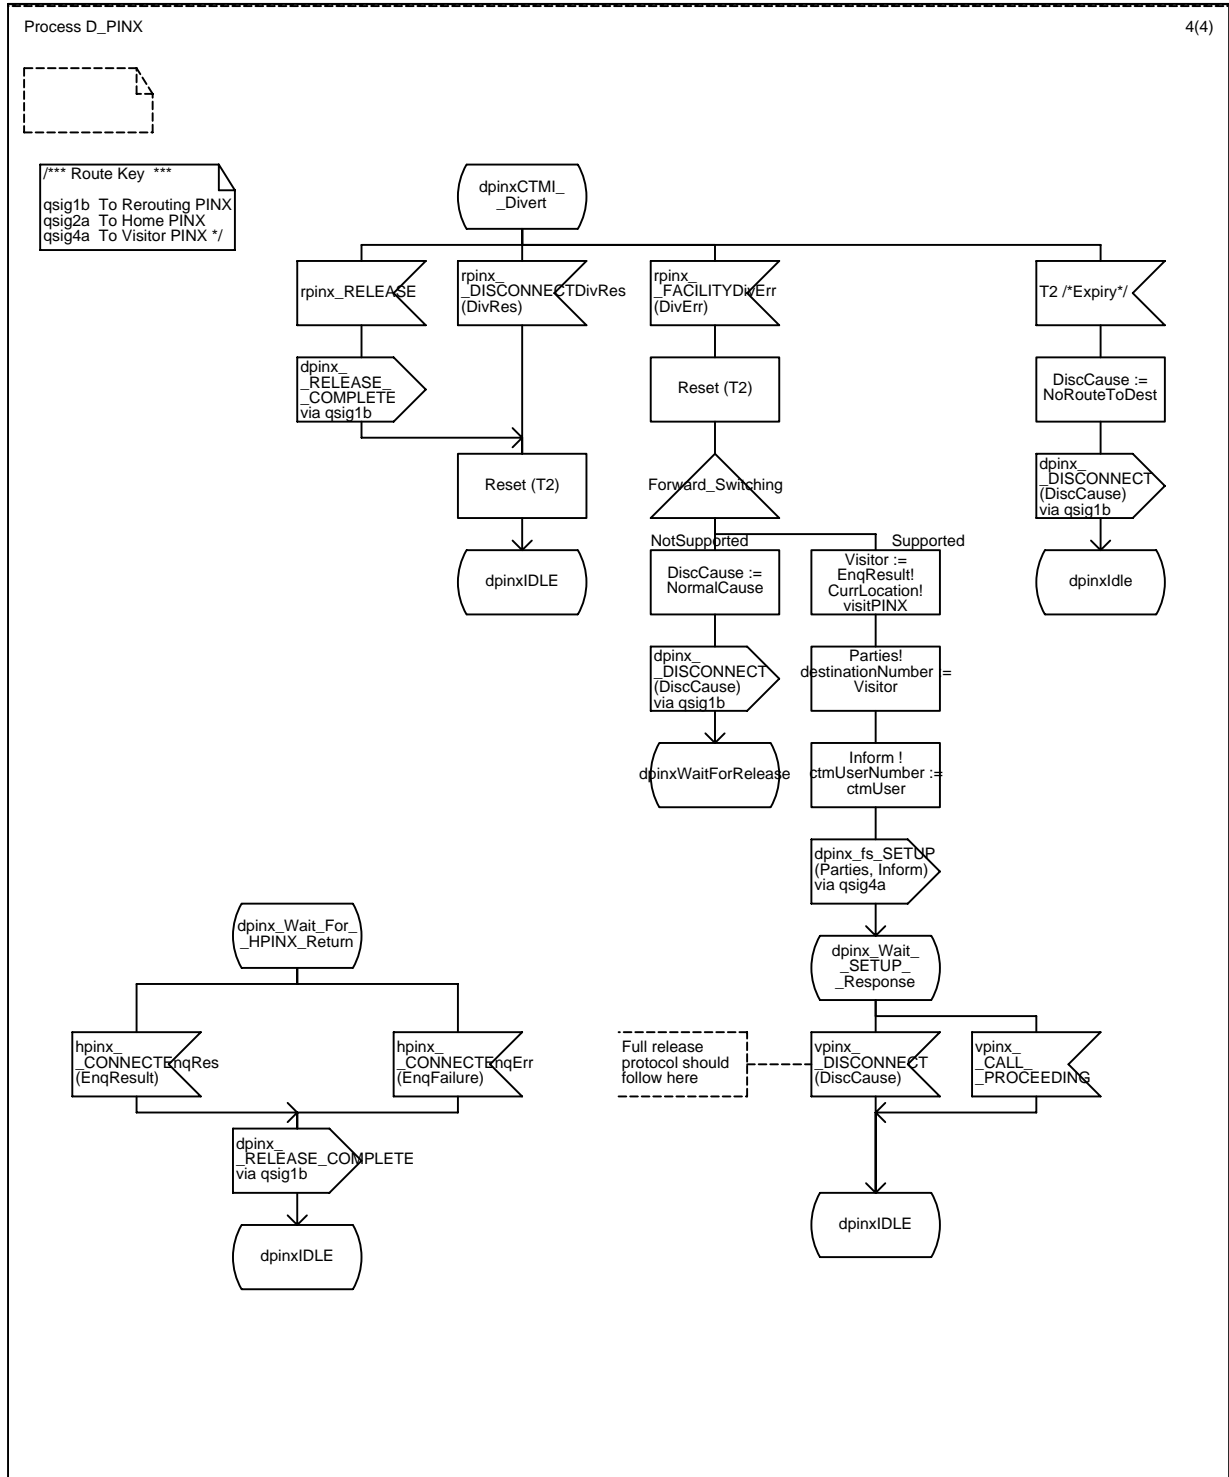 Process D_PINX
4(4)
/*** Route Key ***
qsig1b To Rerouting PINX
qsig2a To Home PINX
qsig4a To Visitor PINX */
dpinxCTMI_
_Divert
rpinx_RELEASE
rpinx_
_DISCONNECTDivRes
(DivRes)
rpinx_
_FACILITYDivErr
(DivErr)
T2 /*Expiry*/
dpinx_
_RELEASE_
_COMPLETE
via qsig1b
Reset (T2)
DiscCause :=
NoRouteToDest
Reset (T2)
Forward_Switching
dpinx_
_DISCONNECT
(DiscCause)
via qsig1b
NotSupported
Supported
dpinxIDLE
DiscCause :=
NormalCause
Visitor :=
EnqResult!
CurrLocation!
visitPINX
dpinxIdle
dpinx_
_DISCONNECT
(DiscCause)
via qsig1b
Parties!
destinationNumber :=
Visitor
dpinxWaitForRelease
Inform !
ctmUserNumber :=
ctmUser
dpinx_fs_SETUP
(Parties, Inform)
via qsig4a
dpinx_Wait_For_
_HPINX_Return
dpinx_Wait_
_SETUP_
_Response
hpinx_
_CONNECTEnqRes
(EnqResult)
hpinx_
_CONNECTEnqErr
(EnqFailure)
Full release
protocol should
follow here
vpinx_
_DISCONNECT
(DiscCause)
vpinx_
_CALL_
_PROCEEDING
dpinx_
_RELEASE_COMPLETE
via qsig1b
dpinxIDLE
dpinxIDLE